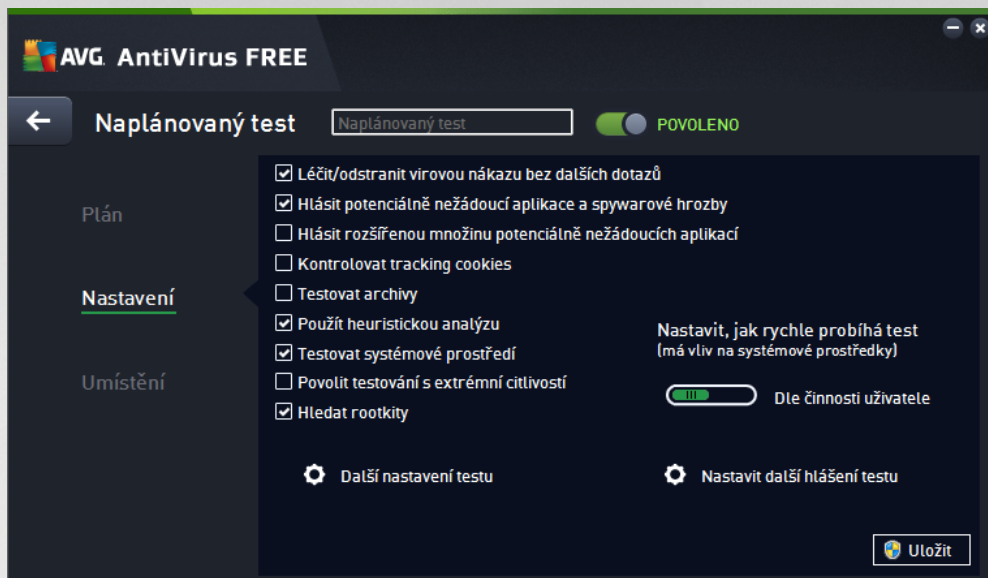 AVG. AntiVirus FREE
Naplánovaný test
Naplánovaný test
POVOLENO
Plán
Nastavení
Umístění
Léčit/odstranit virovou nákazu bez dalších dotazů
Hlásit potenciálně nežádoucí aplikace a spywarové hrozby
Hlásit rozšířenou množinu potenciálně nežádoucích aplikací
Kontrolovat tracking cookies
Testovat archivy
Použít heuristickou analýzu
Testovat systémové prostředí
Povolit testování s extrémní citlivostí
Hledat rootkity
Nastavit, jak rychle probíhá test
(má vliv na systémové prostředky)
Dle činnosti uživatele
Další nastavení testu
Nastavit další hlášení testu
Uložit